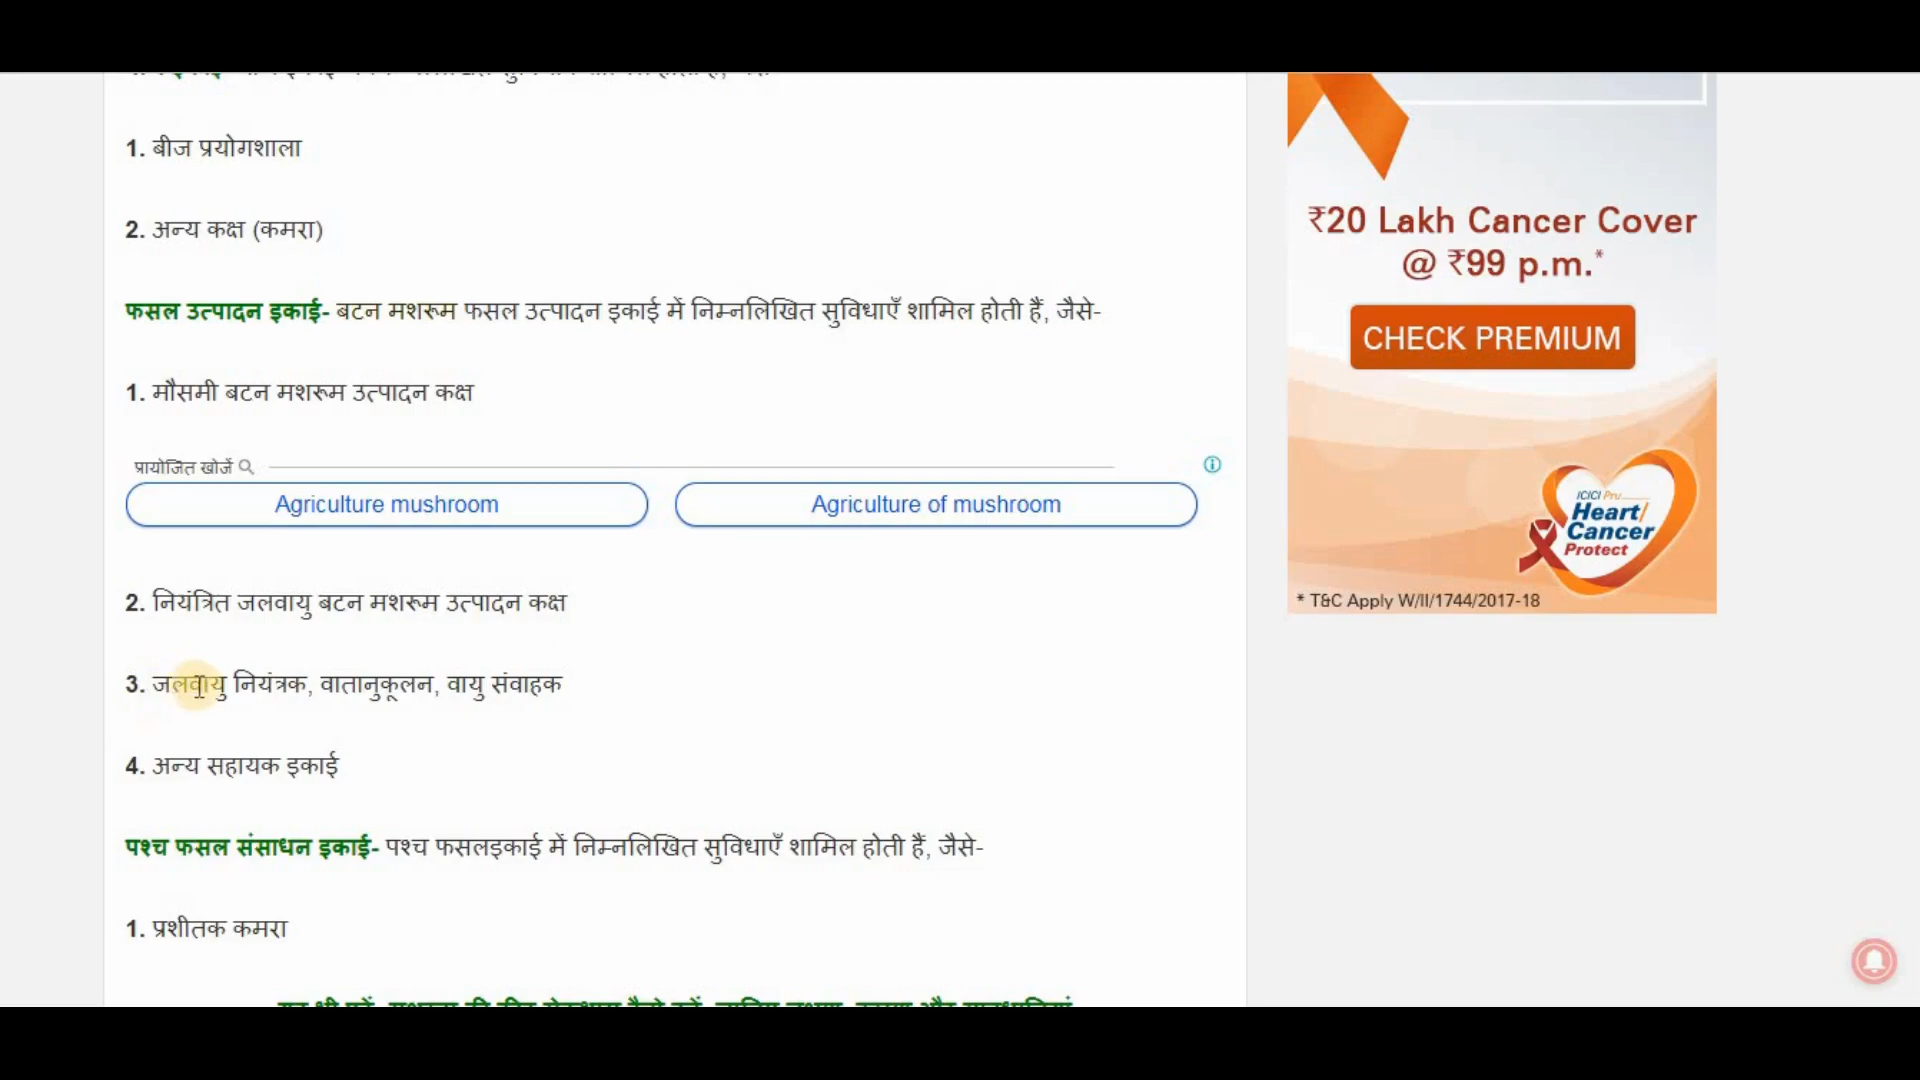 1. बीज प्रयोगशाला
2. अन्य कक्ष (कमरा)
फसल उत्पादन इकाई- बटन मशरूम फसल उत्पादन इकाई में निम्नलिखित सुविधाएँ शामिल होती हैं, जैसे-
1. मौसमी बटन मशरूम उत्पादन कक्ष
प्रायोजित खोजें
Agriculture mushroom
Agriculture of mushroom
2. नियंत्रित जलवायु बटन मशरूम उत्पादन कक्ष
3. जलवायु नियंत्रक, वातानुकूलन, वायु संवाहक
4. अन्य सहायक इकाई
पश्च फसल संसाधन इकाई- पश्च फसलइकाई में निम्नलिखित सुविधाएँ शामिल होती हैं, जैसे-
1. प्रशीतक कमरा
₹20 Lakh Cancer Cover
@ ₹99 p.m.*
CHECK PREMIUM
ICICI Pru
Heart/
Cancer
Protect
* T&C Apply W/II/1744/2017-18